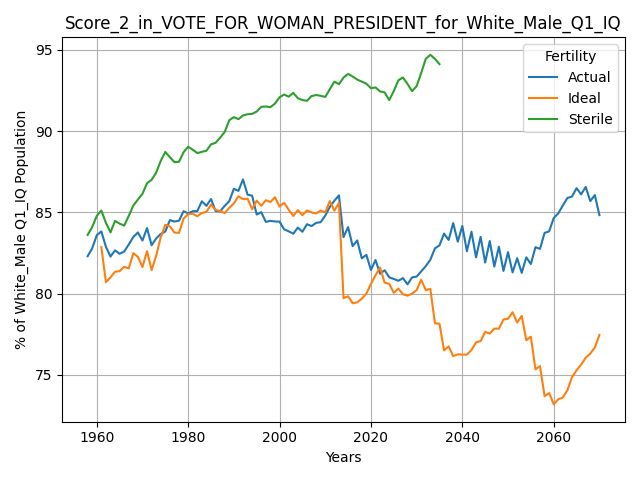 Score_2_in_VOTE_FOR_WOMAN_PRESIDENT_for_White_Male_Q1_IQ
% of White_Male Q1_IQ Population
95
90
85
80
75
Fertility
Actual
Ideal
Sterile
1960
1980
2000
2020
2040
2060
Years